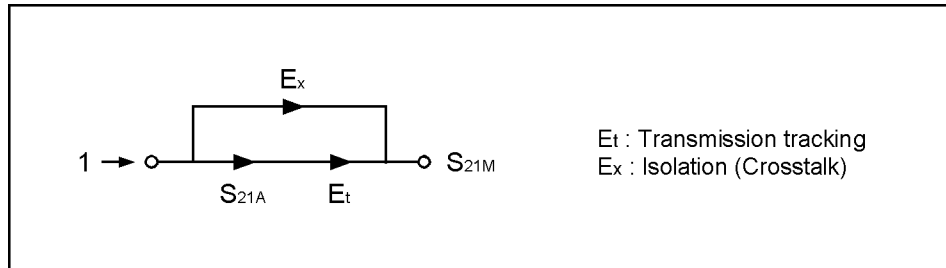 Ex
1
S21M
S21A
Et
Et : Transmission tracking
Ex : Isolation (Crosstalk)